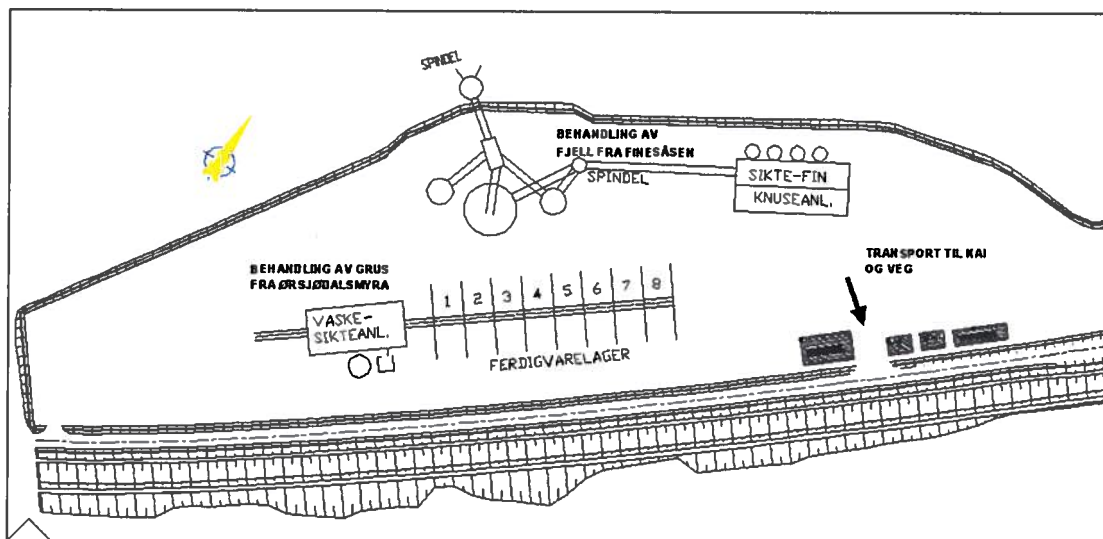 SPINDEL
BEHANDLING AV
FJELL FRA FINESÅSEN
SPINDEL
SIKTE-FIN
KNUSEANL.
TRANSPORT TIL KAI
OG VEG
BEHANDLING AV GRUS
FRA ØRSJØDALSMYRA
VASKE-
SIKTEANL.
1 2 3 4 5 6 7 8
FERDIGVARELAGER